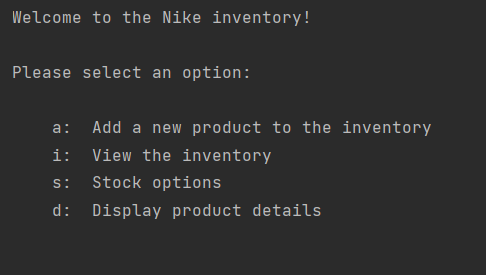 Welcome to the Nike inventory!
Please select an option:
a: Add a new product to the inventory
i: View the inventory
s: Stock options
d: Display product details